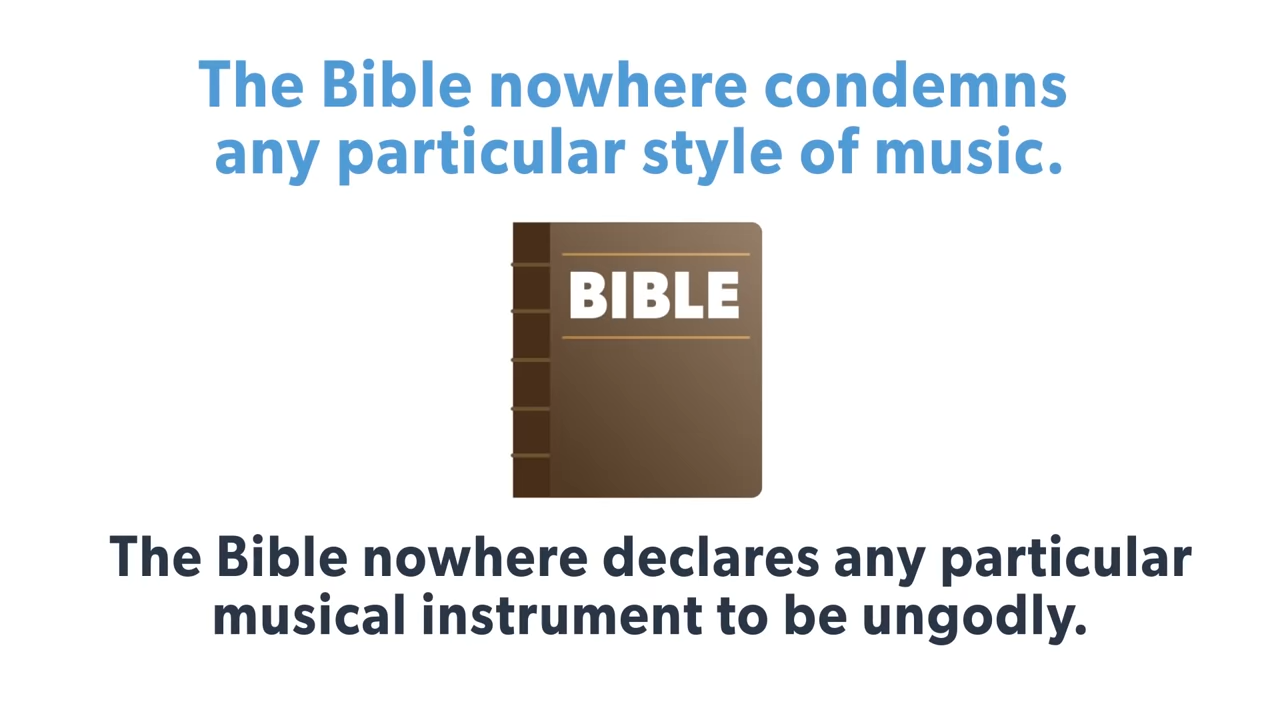 The Bible nowhere condemns
any particular style of music.
BIBLE
The Bible nowhere declares any particular
musical instrument to be ungodly.